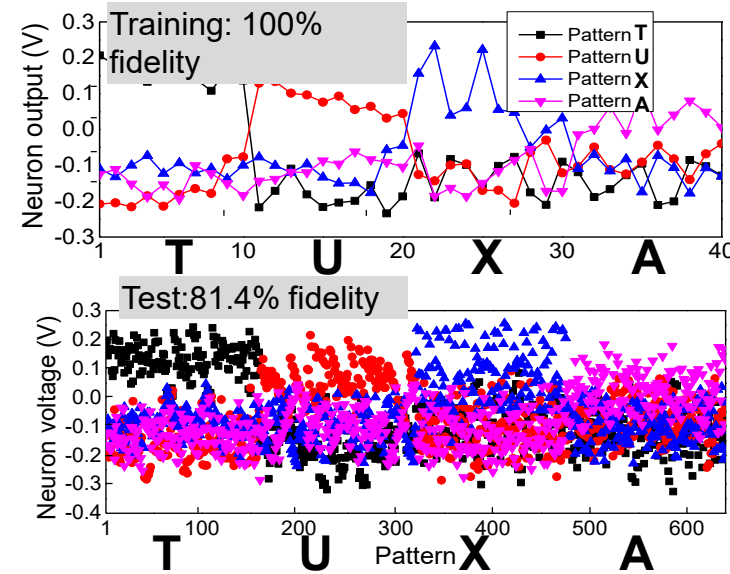 Training: 100%
fidelity
Pattern T
Pattern U
Pattern X
Pattern A
Neuron output (V)
0.3
0.2
0.1
0.0
-0.1
-0.2
-0.3
1 10 20 30 40
T U X A
Test:81.4% fidelity
Neuron voltage (V)
0.3
0.2
0.1
0.0
-0.1
-0.2
-0.3
-0.4
1 100 200 300 400 500 600
T U Pattern X A